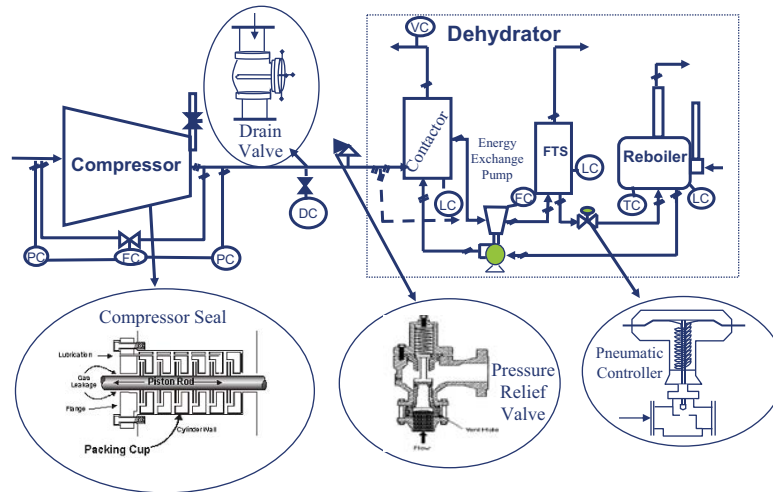 VC
Dehydrator
Drain
Valve
Compressor
Contactor
Energy
Exchange
Pump
FTS
Reboiler
LC
DC
LC
FC
TC
LC
PC
FC
PC
Compressor Seal
Lubrication
Gas
Leakage
Piston Rod
Flange
Cylinder Wall
Packing Cup
Pressure
Relief
Valve
Flow
Pneumatic
Controller